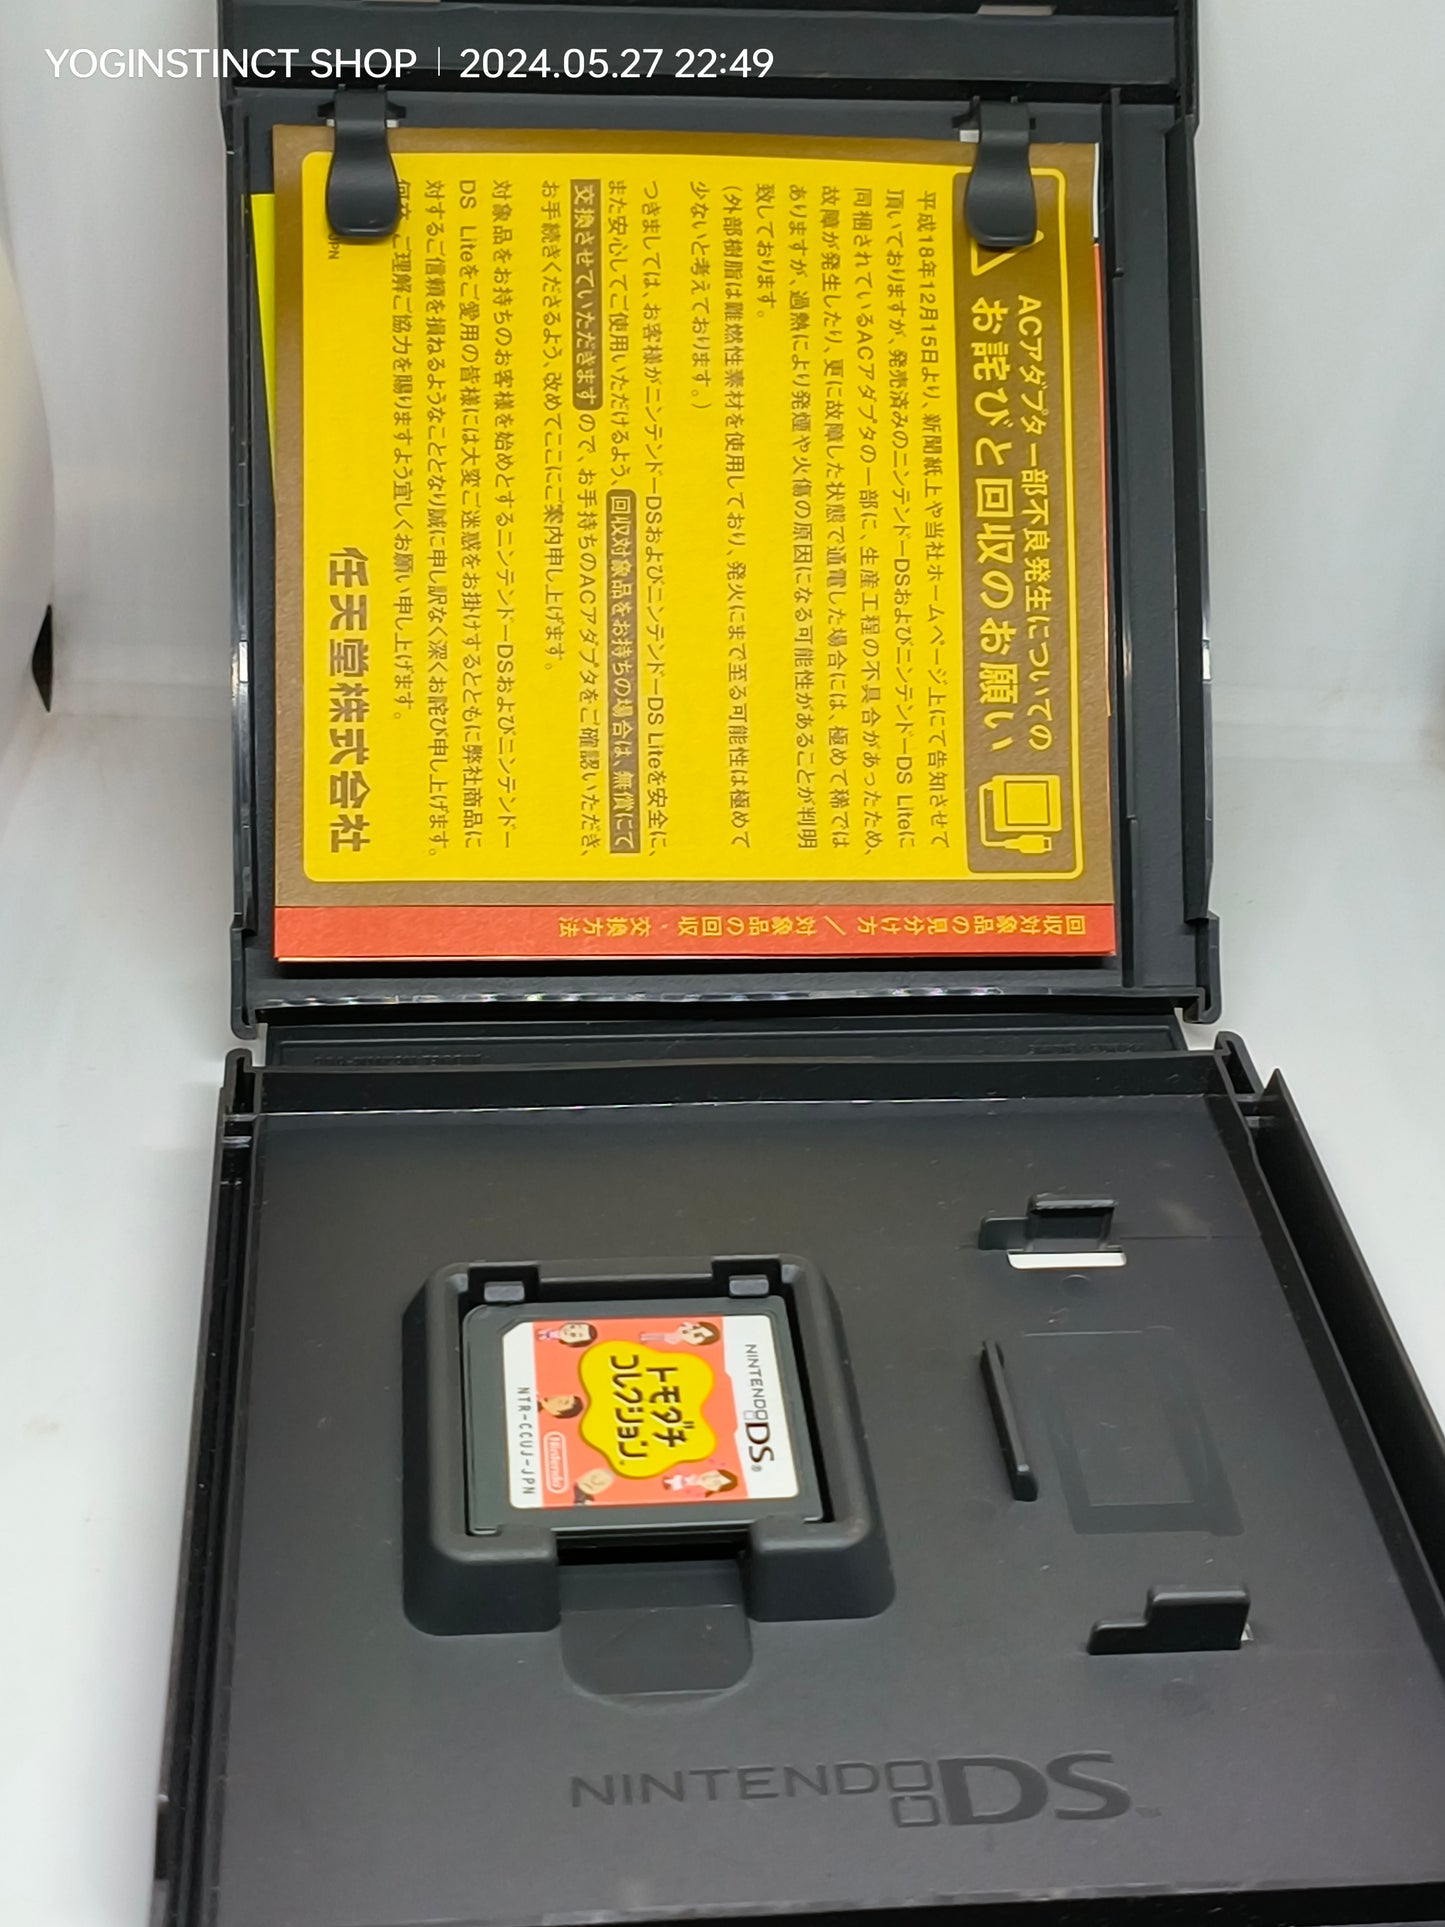 YOGINSTINCT SHOP | 2024.05.27 22:49
ACアダプタ一部不良発生についての
お詫びと回収のお願い
平成18年12月15日より、新聞紙上や当社ホームページ上にて告知させて
頂いておりますが、発売済みのニンテンドーDSおよびニンテンドーDS Liteに
同梱されているACアダプタの一部に、生産工程の不具合があったため、
故障が発生したり、更に故障した状態で通電した場合には、極めて稀では
ありますが、過熱により発煙や火傷の原因になる可能性があることが判明
致しております。
(外部樹脂は難燃性素材を使用しており、発火にまで至る可能性は極めて
少ないと考えております。)
つきましては、お客様がニンテンドーDSおよびニンテンドーDS Liteを安全に、
また安心してご使用いただけるよう、回収対象品をお持ちの場合は、無償にて
交換させていただきますので、お手持ちのACアダプタをご確認いただき、
お手続きくださるよう、改めてここにご案内申し上げます。
対象品をお持ちのお客様を始めとするニンテンドーDSおよびニンテンドー
DS Liteをご愛用の皆様には大変ご迷惑をお掛けするとともに弊社商品に
対するご信頼を損ねるようなこととなり誠に申し訳なく深くお詫び申し上げます。
理解ご協力を賜りますよう宜しくお願い申し上げます。
任天堂株式会社
JPN
回収対象品の見分け方 / 対象品の回収・交換方法
NINTENDO DS®
トモダチ
コレクション
Nintendo
NTR-CCUJ-JPN
NINTENDO DS™